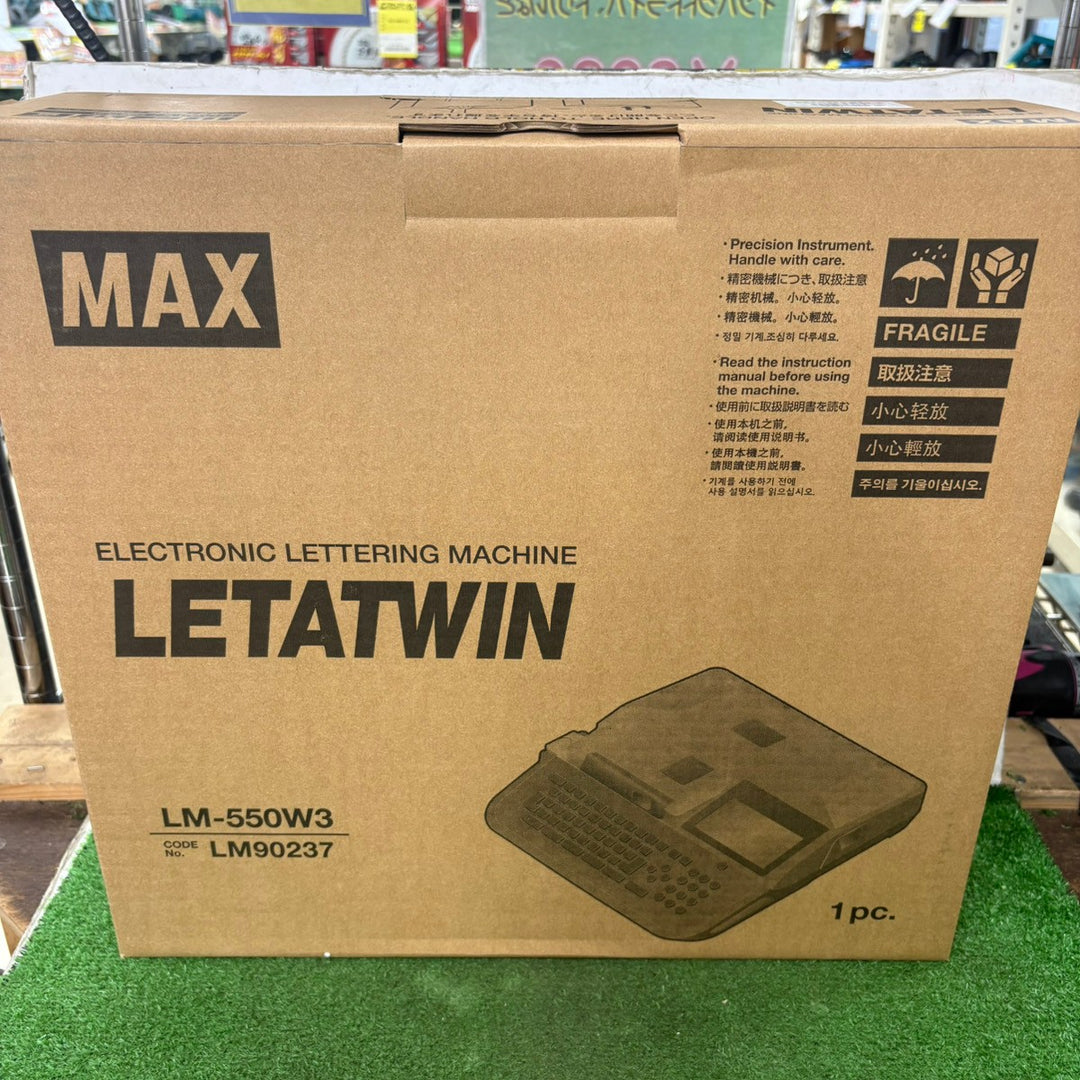 LETATWIN
MAX
MAX
・Precision Instrument.
Handle with care.
・精密機械につき、取扱注意
・精密机械。小心轻放。
・精密機械。小心輕放。
・정밀 기계.조심히 다루세요.
・Read the instruction
manual before using
the machine.
・使用前に取扱説明書を読む
・使用本机之前,
请阅读使用说明书。
・使用本機之前,
請閱讀使用説明書。
・기계를 사용하기 전에
사용 설명서를 읽으십시오.
FRAGILE
取扱注意
小心轻放
小心輕放
주의를 기울이십시오.
ELECTRONIC LETTERING MACHINE
LETATWIN
LM-550W3
CODE No. LM90237
1 pc.